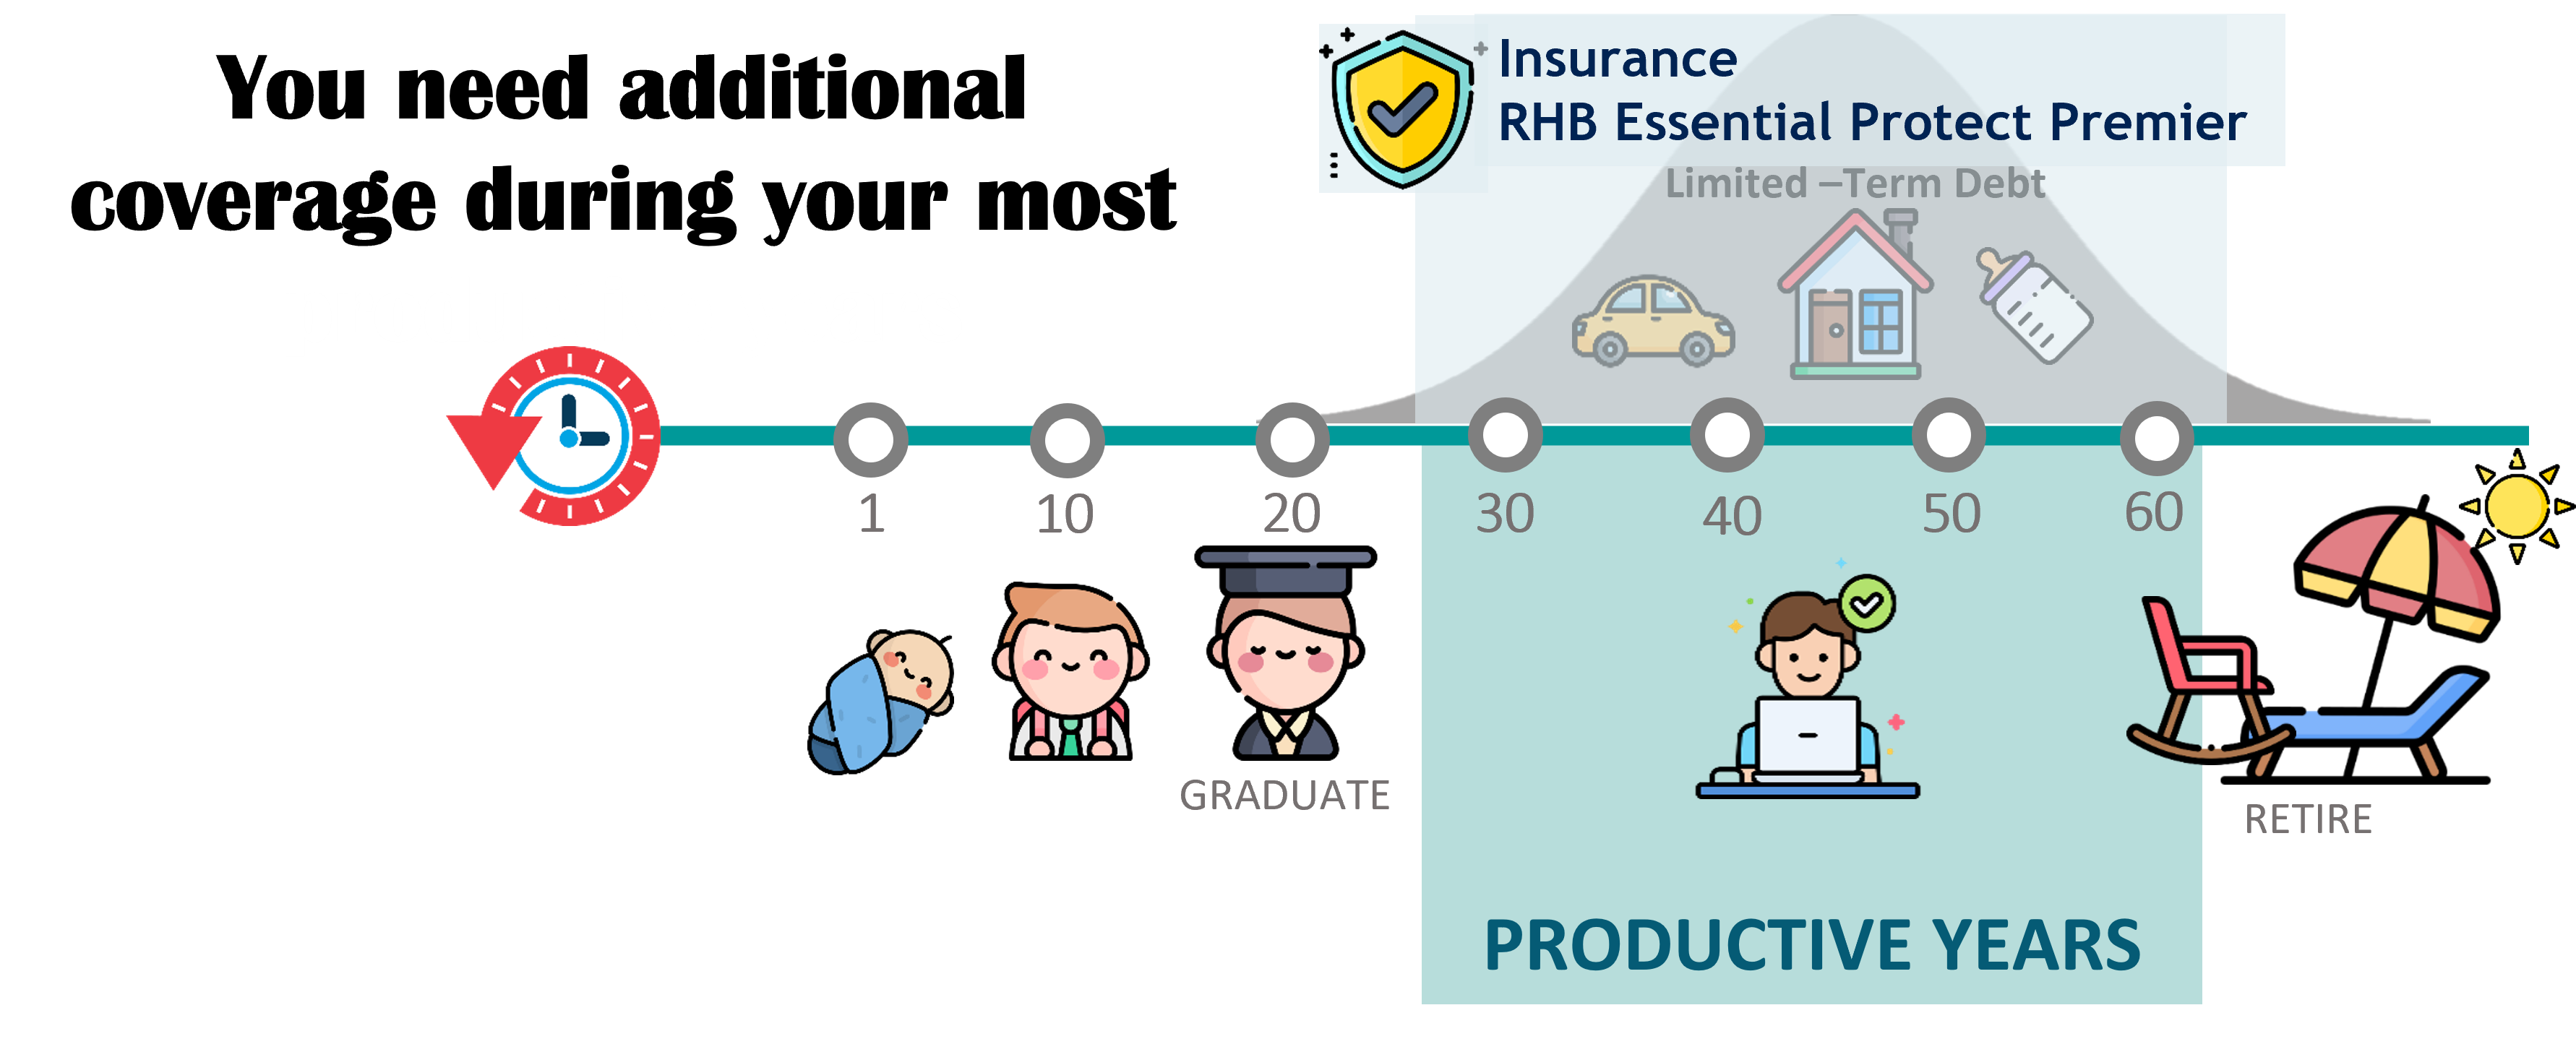 You need additional
coverage during your most
Insurance
RHB Essential Protect Premier
Limited –Term Debt
1
10
20
30
40
50
60
GRADUATE
RETIRE
PRODUCTIVE YEARS